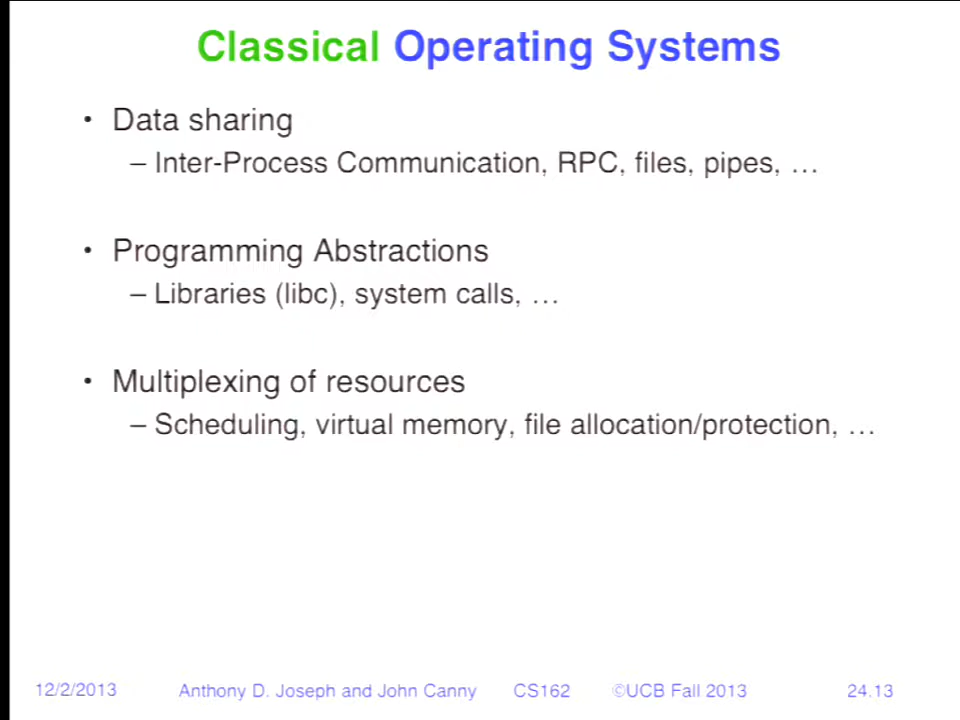 Classical Operating Systems
• Data sharing
– Inter-Process Communication, RPC, files, pipes, …
• Programming Abstractions
– Libraries (libc), system calls, …
• Multiplexing of resources
– Scheduling, virtual memory, file allocation/protection, …
12/2/2013 Anthony D. Joseph and John Canny CS162 ©UCB Fall 2013 24.13